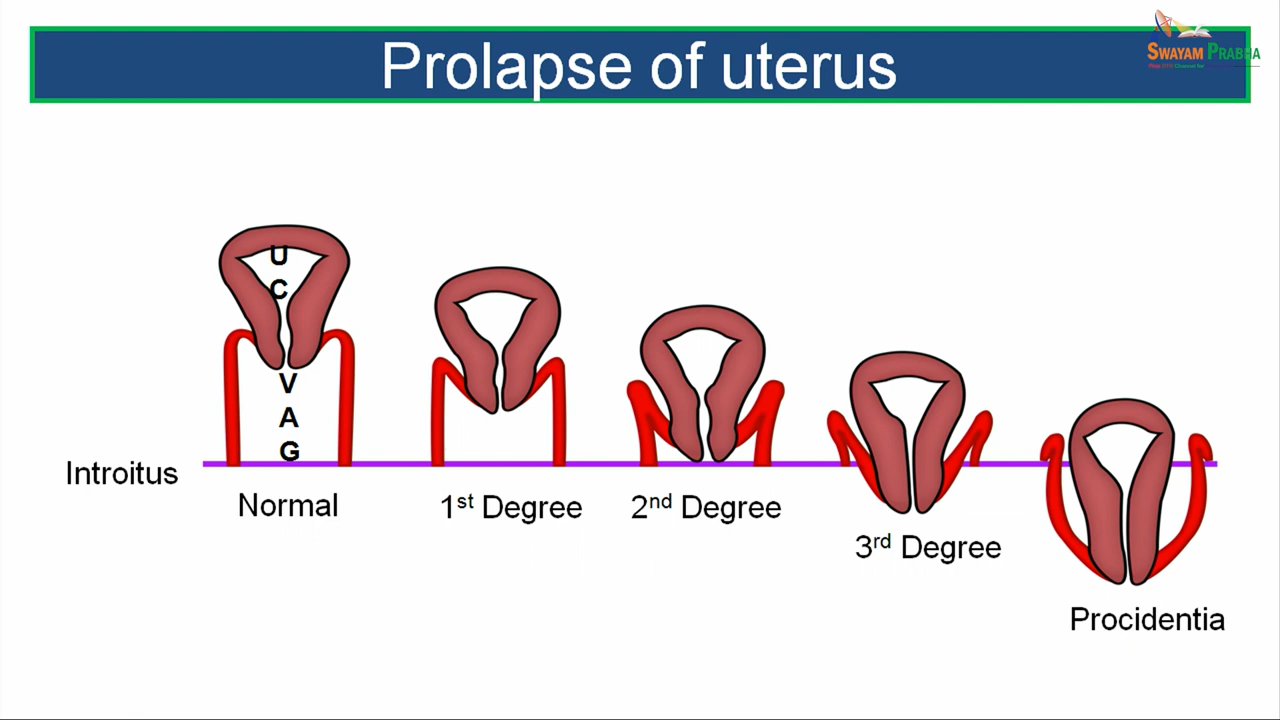 Prolapse of uterus
SWAYAM PRABHA
U
C
V
A
G
Introitus
Normal
1st Degree
2nd Degree
3rd Degree
Procidentia